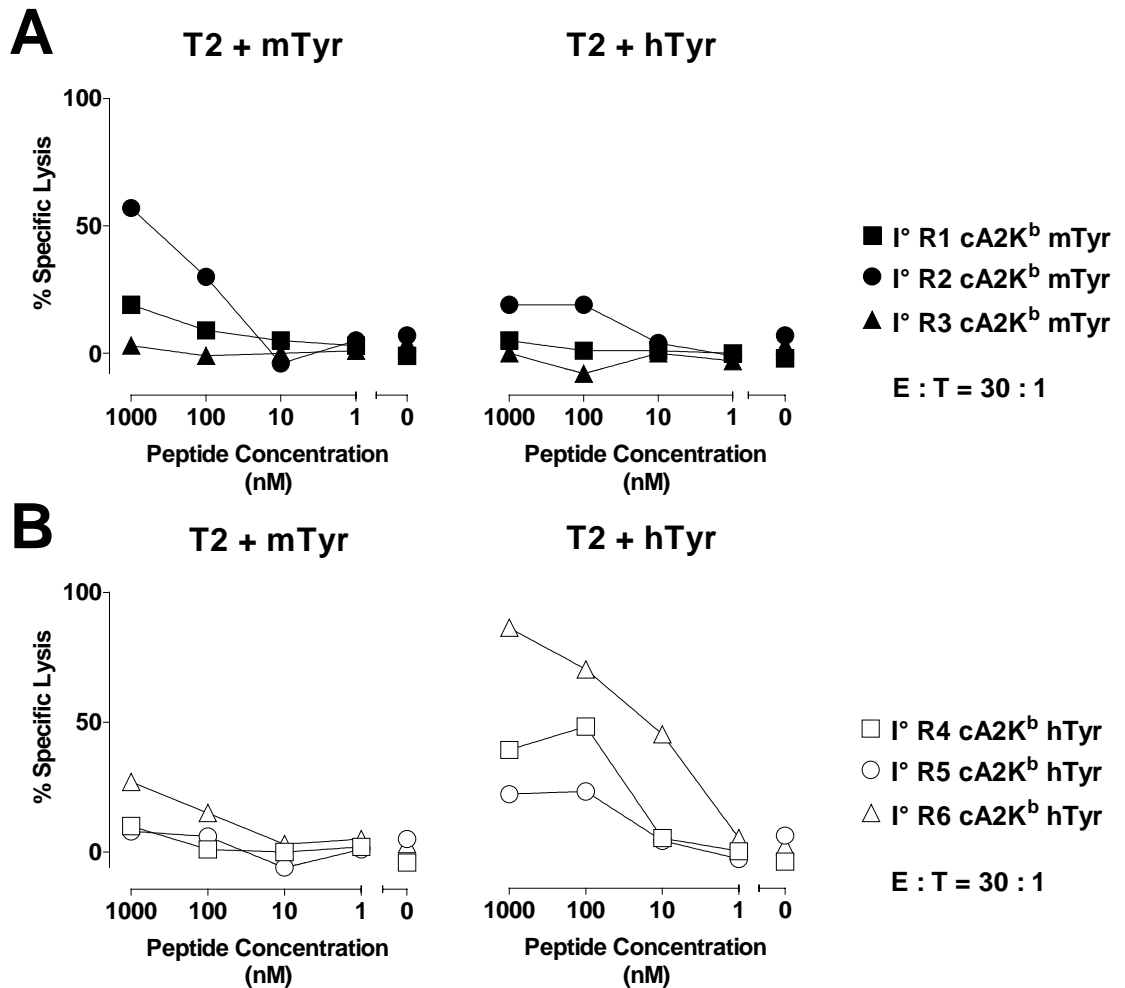 A
T2 + mTyr
T2 + hTyr
% Specific Lysis
100
50
0
1000 100 10 1 0
Peptide Concentration
(nM)
1000 100 10 1 0
Peptide Concentration
(nM)
I° R1 cA2Kb mTyr
I° R2 cA2Kb mTyr
I° R3 cA2Kb mTyr
E : T = 30 : 1
B
T2 + mTyr
T2 + hTyr
% Specific Lysis
100
50
0
1000 100 10 1 0
Peptide Concentration
(nM)
1000 100 10 1 0
Peptide Concentration
(nM)
I° R4 cA2Kb hTyr
I° R5 cA2Kb hTyr
I° R6 cA2Kb hTyr
E : T = 30 : 1